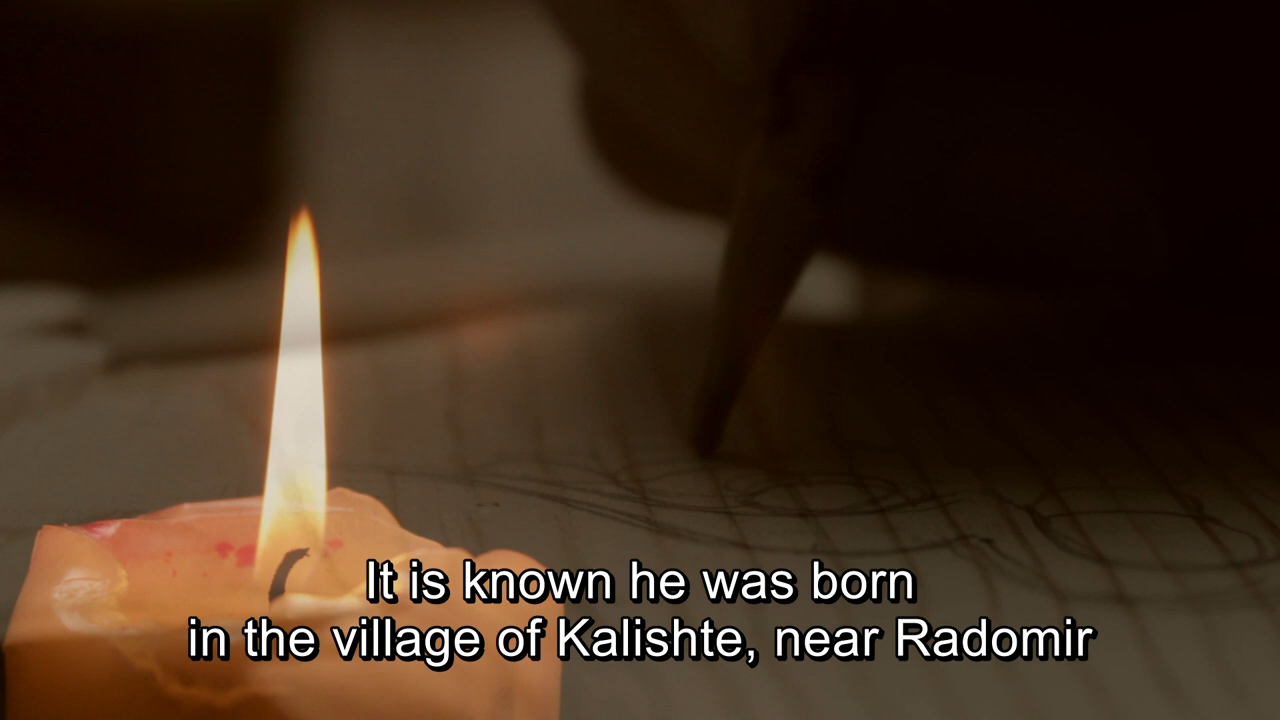 It is known he was born
in the village of Kalishte, near Radomir